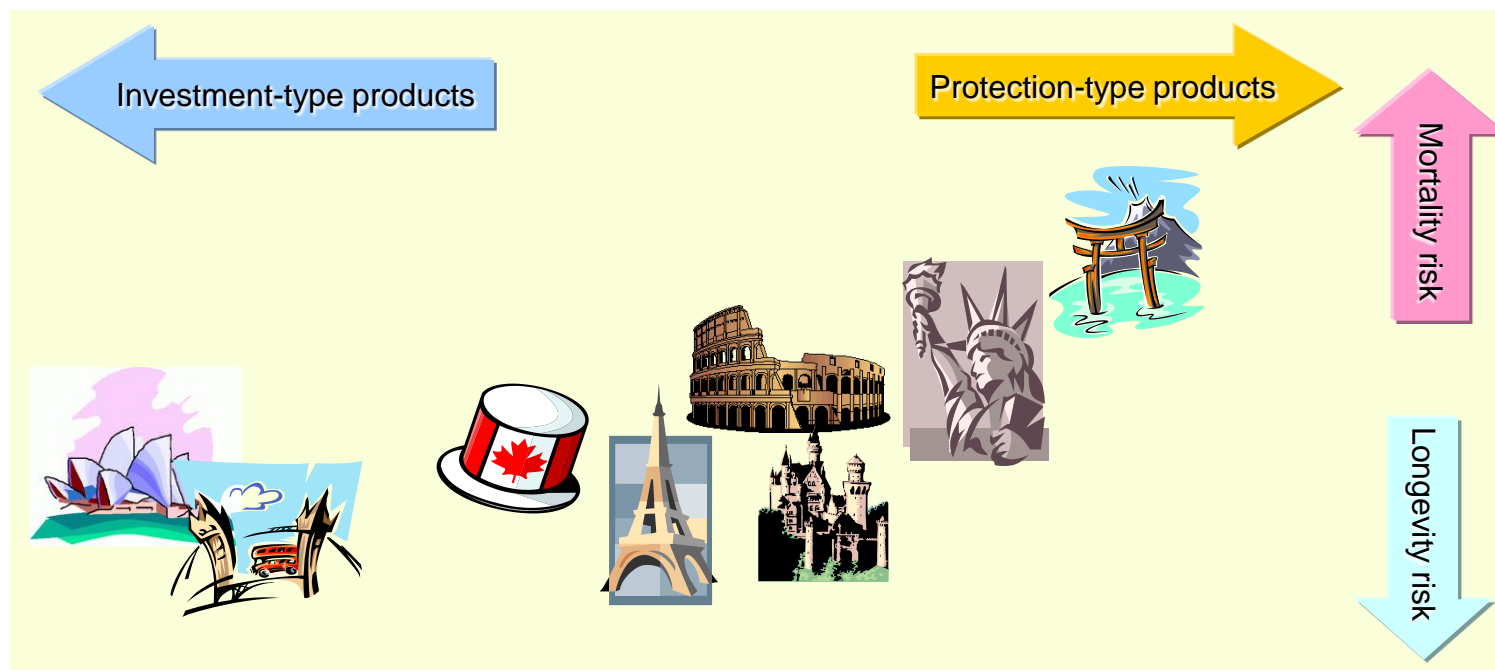 Investment-type products
Protection-type products
Mortality risk
Longevity risk